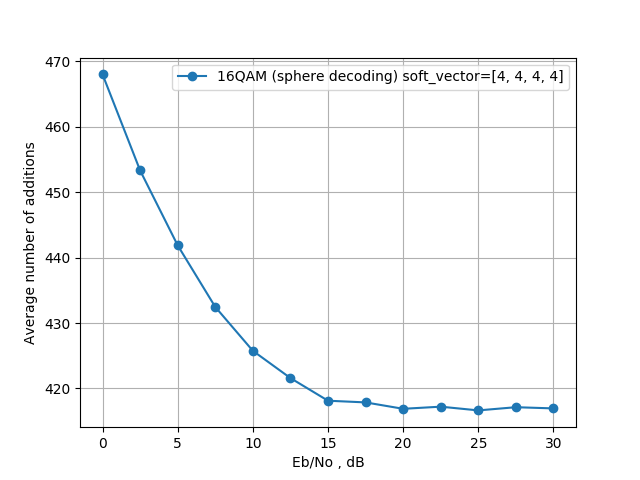 470
460
450
440
430
420
Average number of additions
16QAM (sphere decoding) soft_vector=[4, 4, 4, 4]
0 5 10 15 20 25 30
Eb/No , dB